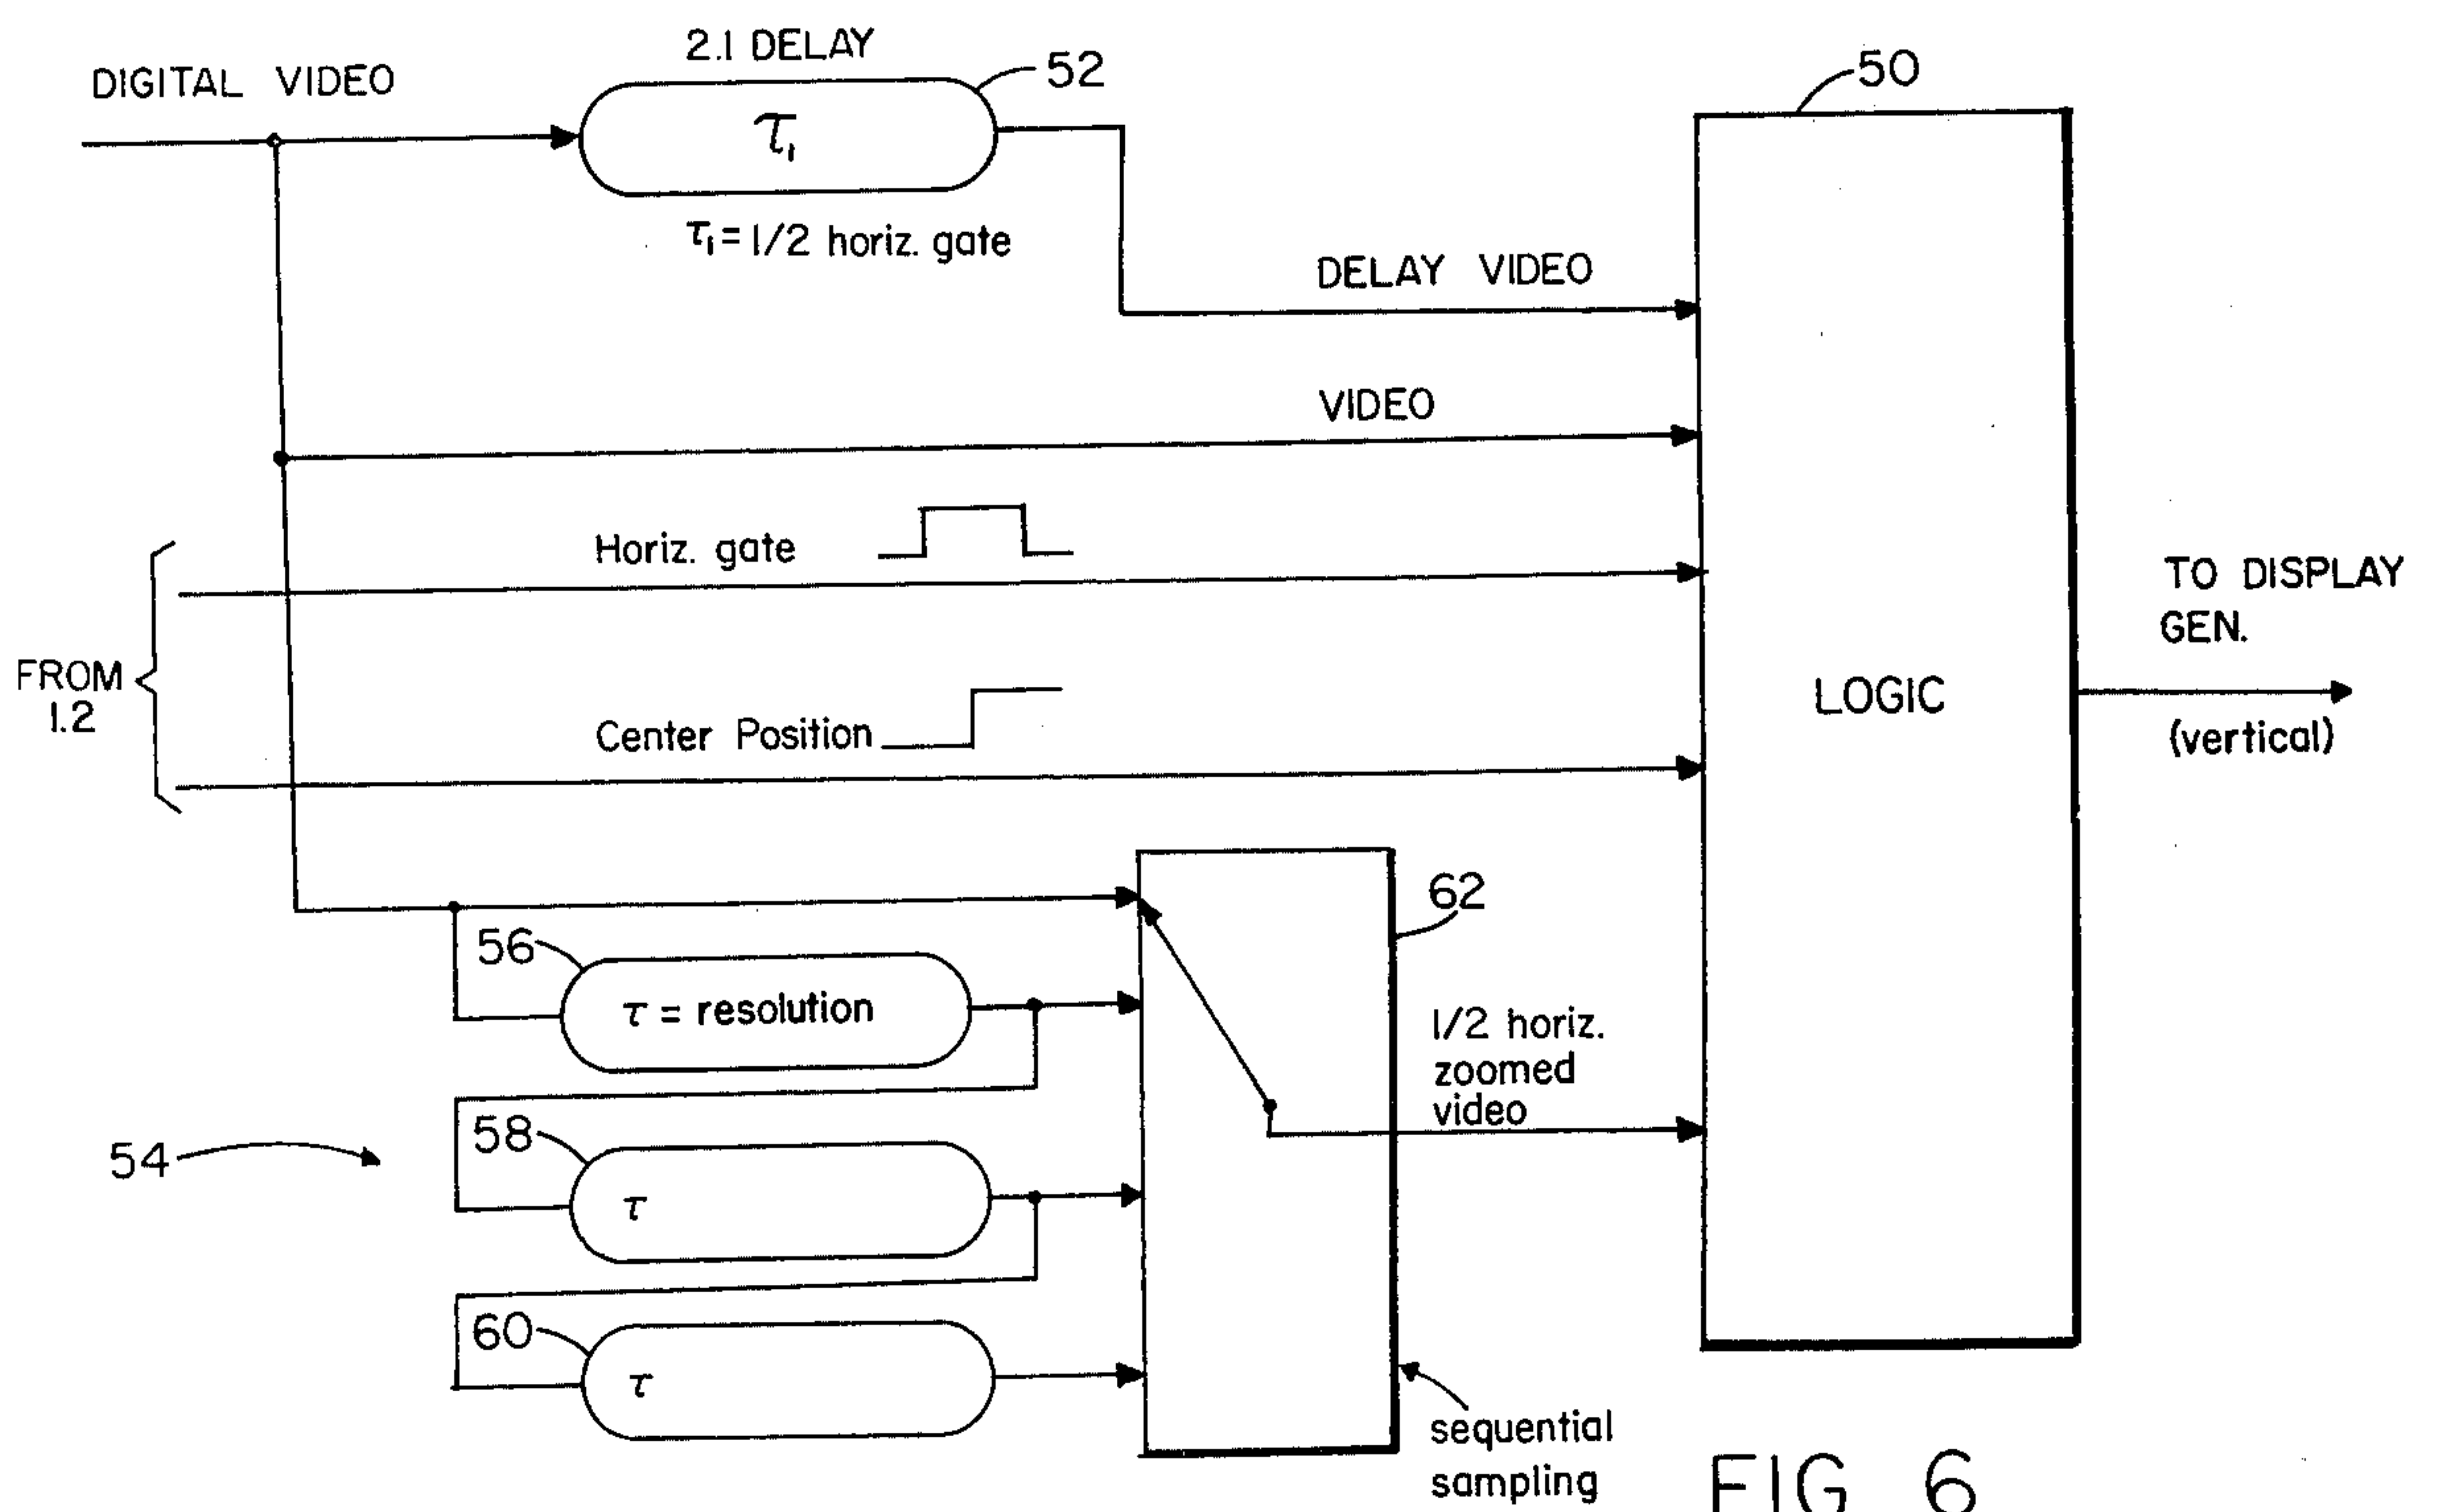 2.1 DELAY
52
DIGITAL VIDEO
50
τ₁
τ₁ = 1/2 horiz. gate
DELAY VIDEO
VIDEO
Horiz. gate
TO DISPLAY
GEN.
FROM
1.2
LOGIC
Center Position
(vertical)
62
56
τ = resolution
1/2 horiz.
zoomed
video
58
54
τ
60
τ
sequential
sampling
FIG 6